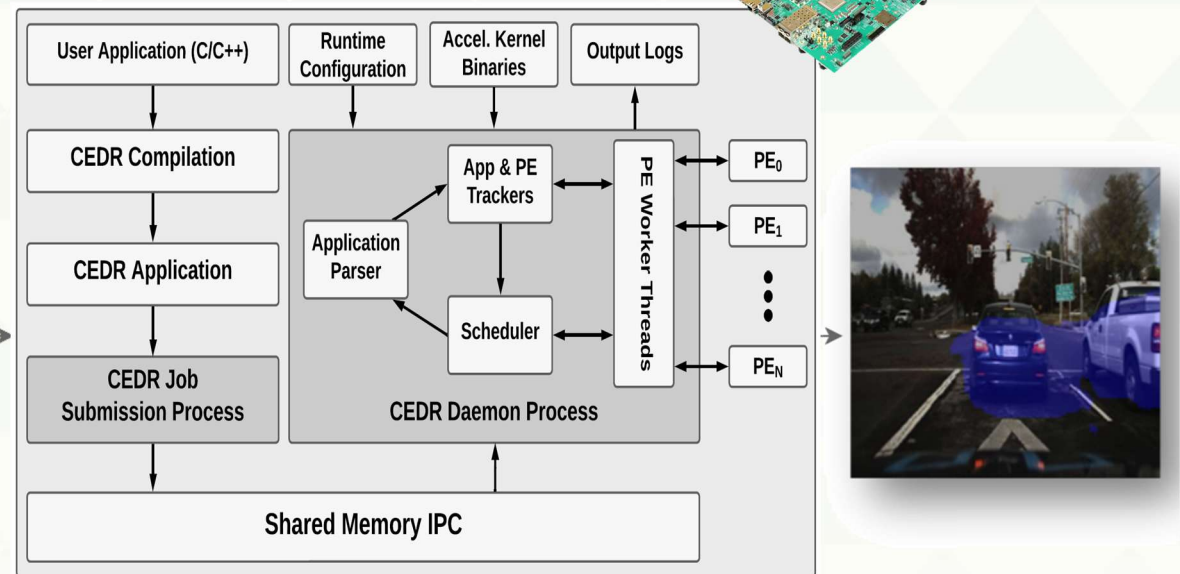 User Application (C/C++)
Runtime
Configuration
Accel. Kernel
Binaries
Output Logs
CEDR Compilation
CEDR Application
CEDR Job
Submission Process
App & PE
Trackers
Application
Parser
Scheduler
PE Worker Threads
CEDR Daemon Process
PE0
PE1
PEN
Shared Memory IPC